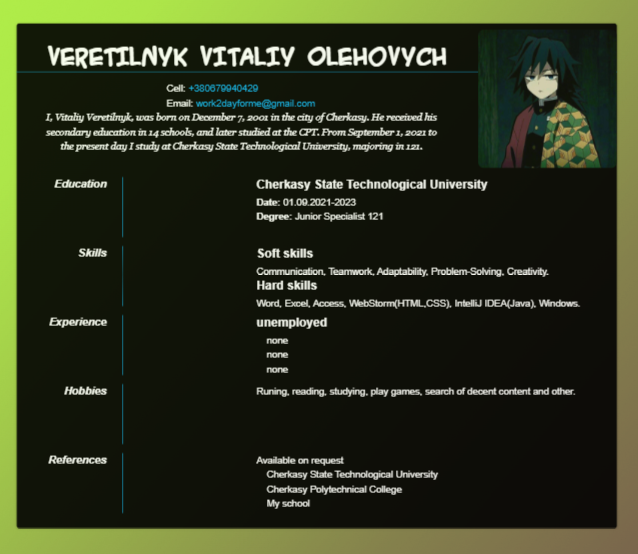 VERETILNYK VITALIY OLEHOVYCH
Cell: +380679940429
Email: work2dayforme@gmail.com
I, Vitaliy Veretilnyk, was born on December 7, 2001 in the city of Cherkasy. He received his
secondary education in 14 schools, and later studied at the CPT. From September 1, 2021 to
the present day I study at Cherkasy State Technological University, majoring in 121.
Education
Cherkasy State Technological University
Date: 01.09.2021-2023
Degree: Junior Specialist 121
Skills
Soft skills
Communication, Teamwork, Adaptability, Problem-Solving, Creativity.
Hard skills
Word, Excel, Access, WebStorm(HTML,CSS), IntelliJ IDEA(Java), Windows.
Experience
unemployed
none
none
none
Hobbies
Runing, reading, studying, play games, search of decent content and other.
References
Available on request
Cherkasy State Technological University
Cherkasy Polytechnical College
My school